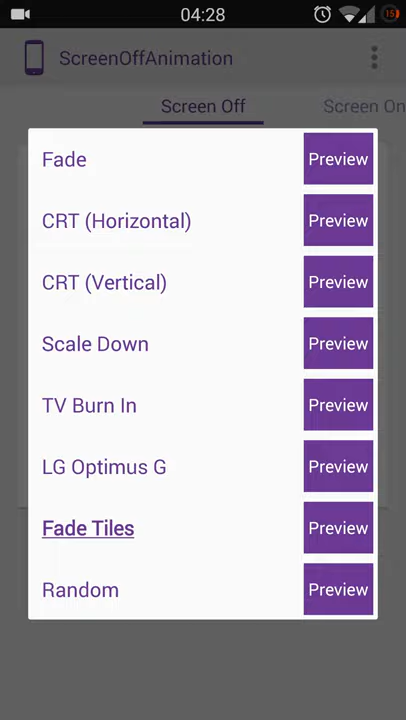 04:28
15
ScreenOffAnimation
Screen Off
Screen On
Fade
Preview
CRT (Horizontal)
Preview
CRT (Vertical)
Preview
Scale Down
Preview
TV Burn In
Preview
LG Optimus G
Preview
Fade Tiles
Preview
Random
Preview